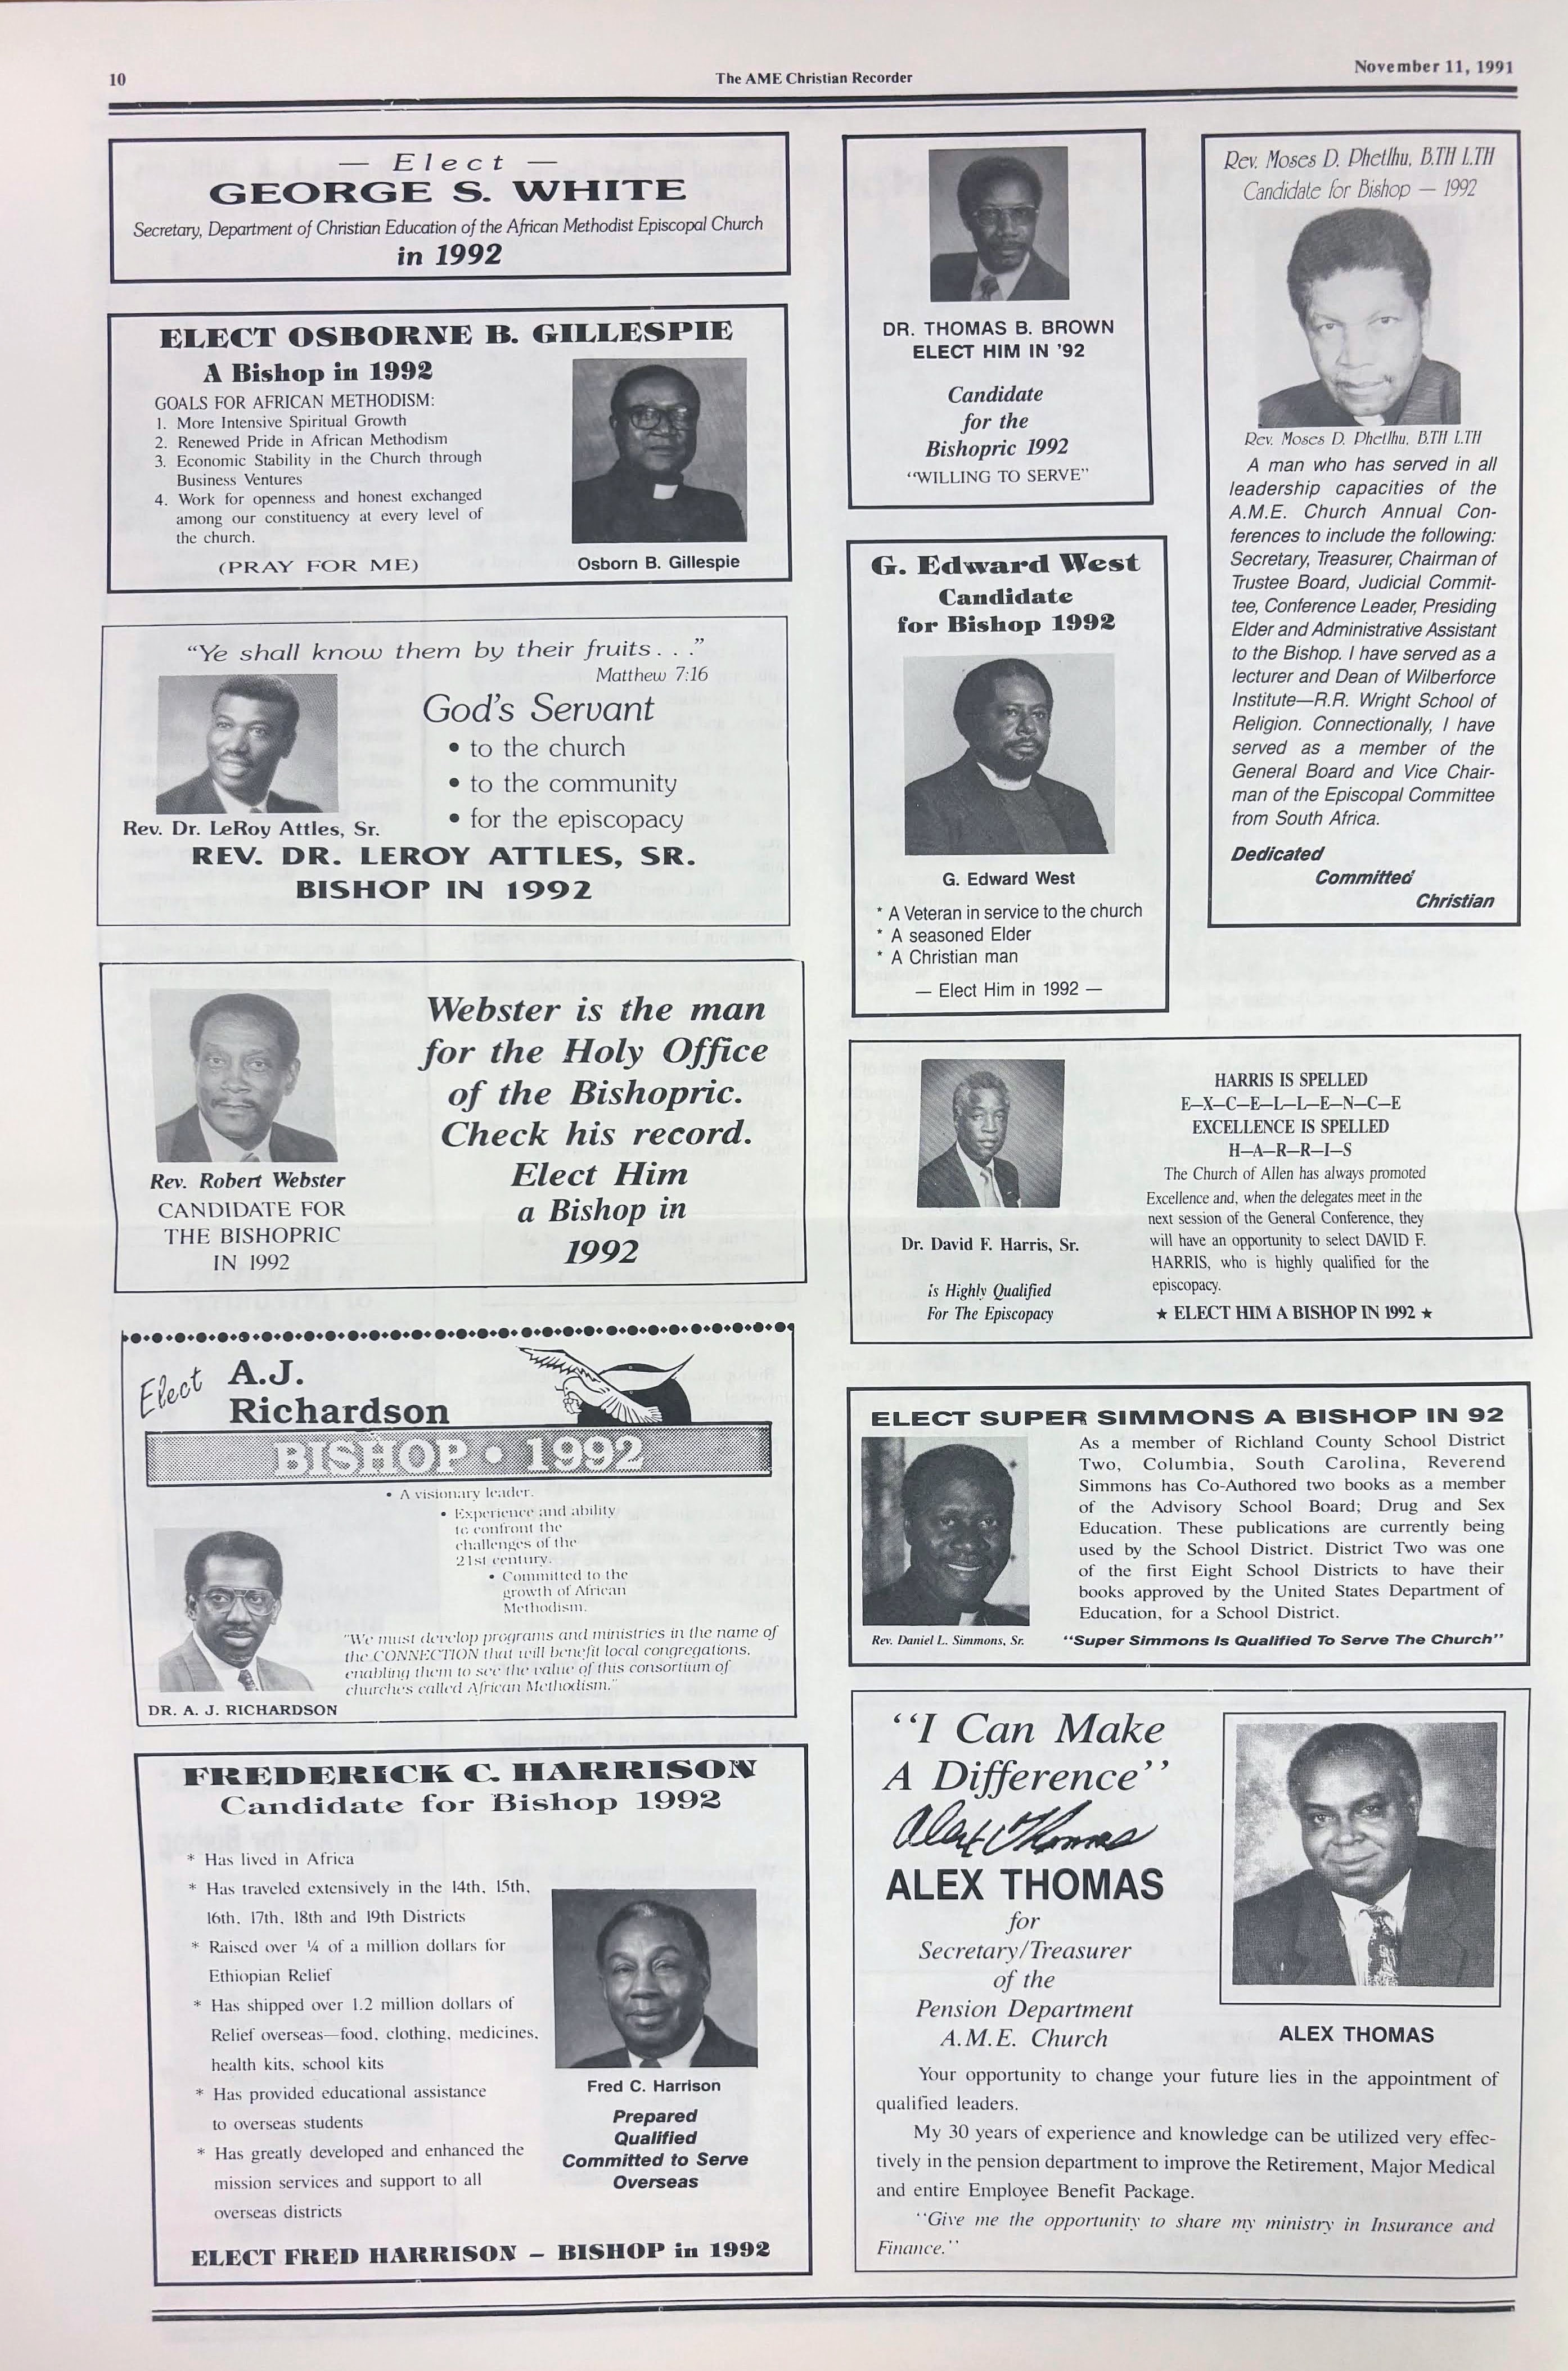 10
The AME Christian Recorder
November 11, 1991
— Elect —
GEORGE S. WHITE
Secretary, Department of Christian Education of the African Methodist Episcopal Church
in 1992
ELECT OSBORNE B. GILLESPIE
A Bishop in 1992
GOALS FOR AFRICAN METHODISM:
1. More Intensive Spiritual Growth
2. Renewed Pride in African Methodism
3. Economic Stability in the Church through
Business Ventures
4. Work for openness and honest exchanged
among our constituency at every level of
the church.
(PRAY FOR ME)
Osborn B. Gillespie
"Ye shall know them by their fruits. . ."
Matthew 7:16
God's Servant
• to the church
• to the community
• for the episcopacy
Rev. Dr. LeRoy Attles, Sr.
REV. DR. LEROY ATTLES, SR.
BISHOP IN 1992
Rev. Robert Webster
CANDIDATE FOR
THE BISHOPRIC
IN 1992
Webster is the man
for the Holy Office
of the Bishopric.
Check his record.
Elect Him
a Bishop in
1992
Elect A.J.
Richardson
BISHOP • 1992
• A visionary leader.
• Experience and ability
to confront the
challenges of the
21st century.
• Committed to the
growth of African
Methodism.
"We must develop programs and ministries in the name of
the CONNECTION that will benefit local congregations,
enabling them to see the value of this consortium of
churches called African Methodism."
DR. A. J. RICHARDSON
FREDERICK C. HARRISON
Candidate for Bishop 1992
* Has lived in Africa
* Has traveled extensively in the 14th, 15th,
16th, 17th, 18th and 19th Districts
* Raised over ¼ of a million dollars for
Ethiopian Relief
* Has shipped over 1.2 million dollars of
Relief overseas—food, clothing, medicines,
health kits, school kits
* Has provided educational assistance
to overseas students
* Has greatly developed and enhanced the
mission services and support to all
overseas districts
Fred C. Harrison
Prepared
Qualified
Committed to Serve
Overseas
ELECT FRED HARRISON – BISHOP in 1992
DR. THOMAS B. BROWN
ELECT HIM IN '92
Candidate
for the
Bishopric 1992
"WILLING TO SERVE"
G. Edward West
Candidate
for Bishop 1992
G. Edward West
* A Veteran in service to the church
* A seasoned Elder
* A Christian man
— Elect Him in 1992 —
Rev. Moses D. Phetlhu, B.TH L.TH
Candidate for Bishop — 1992
Rev. Moses D. Phetlhu, B.TH L.TH
A man who has served in all
leadership capacities of the
A.M.E. Church Annual Con-
ferences to include the following:
Secretary, Treasurer, Chairman of
Trustee Board, Judicial Commit-
tee, Conference Leader, Presiding
Elder and Administrative Assistant
to the Bishop. I have served as a
lecturer and Dean of Wilberforce
Institute—R.R. Wright School of
Religion. Connectionally, I have
served as a member of the
General Board and Vice Chair-
man of the Episcopal Committee
from South Africa.
Dedicated
Committed
Christian
Dr. David F. Harris, Sr.
is Highly Qualified
For The Episcopacy
HARRIS IS SPELLED
E—X—C—E—L—L—E—N—C—E
EXCELLENCE IS SPELLED
H—A—R—R—I—S
The Church of Allen has always promoted
Excellence and, when the delegates meet in the
next session of the General Conference, they
will have an opportunity to select DAVID F.
HARRIS, who is highly qualified for the
episcopacy.
★ ELECT HIM A BISHOP IN 1992 ★
ELECT SUPER SIMMONS A BISHOP IN 92
As a member of Richland County School District
Two, Columbia, South Carolina, Reverend
Simmons has Co-Authored two books as a member
of the Advisory School Board; Drug and Sex
Education. These publications are currently being
used by the School District. District Two was one
of the first Eight School Districts to have their
books approved by the United States Department of
Education, for a School District.
Rev. Daniel L. Simmons, Sr.
"Super Simmons Is Qualified To Serve The Church"
"I Can Make
A Difference"
Alex Thomas
ALEX THOMAS
for
Secretary/Treasurer
of the
Pension Department
A.M.E. Church
ALEX THOMAS
Your opportunity to change your future lies in the appointment of
qualified leaders.
My 30 years of experience and knowledge can be utilized very effec-
tively in the pension department to improve the Retirement, Major Medical
and entire Employee Benefit Package.
"Give me the opportunity to share my ministry in Insurance and
Finance."